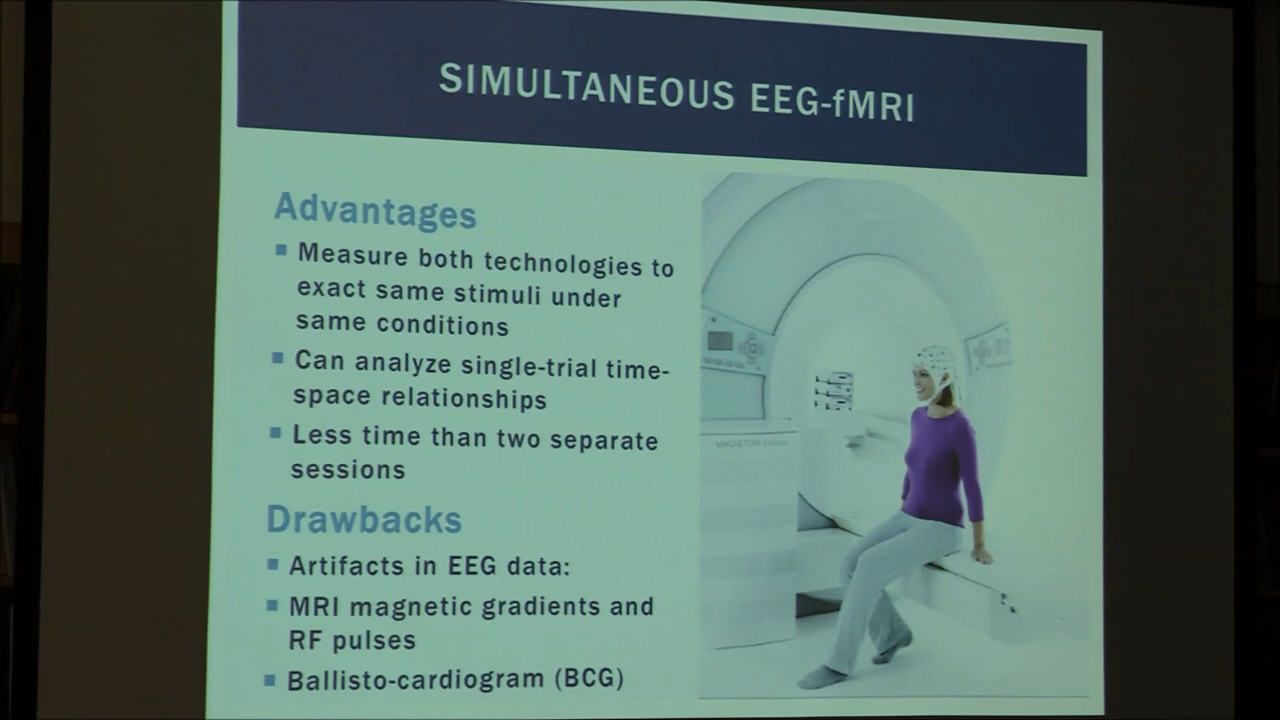 SIMULTANEOUS EEG-fMRI
Advantages
Measure both technologies to
exact same stimuli under
same conditions
Can analyze single-trial time-
space relationships
Less time than two separate
sessions
Drawbacks
Artifacts in EEG data:
MRI magnetic gradients and
RF pulses
Ballisto-cardiogram (BCG)
MAGNETOM